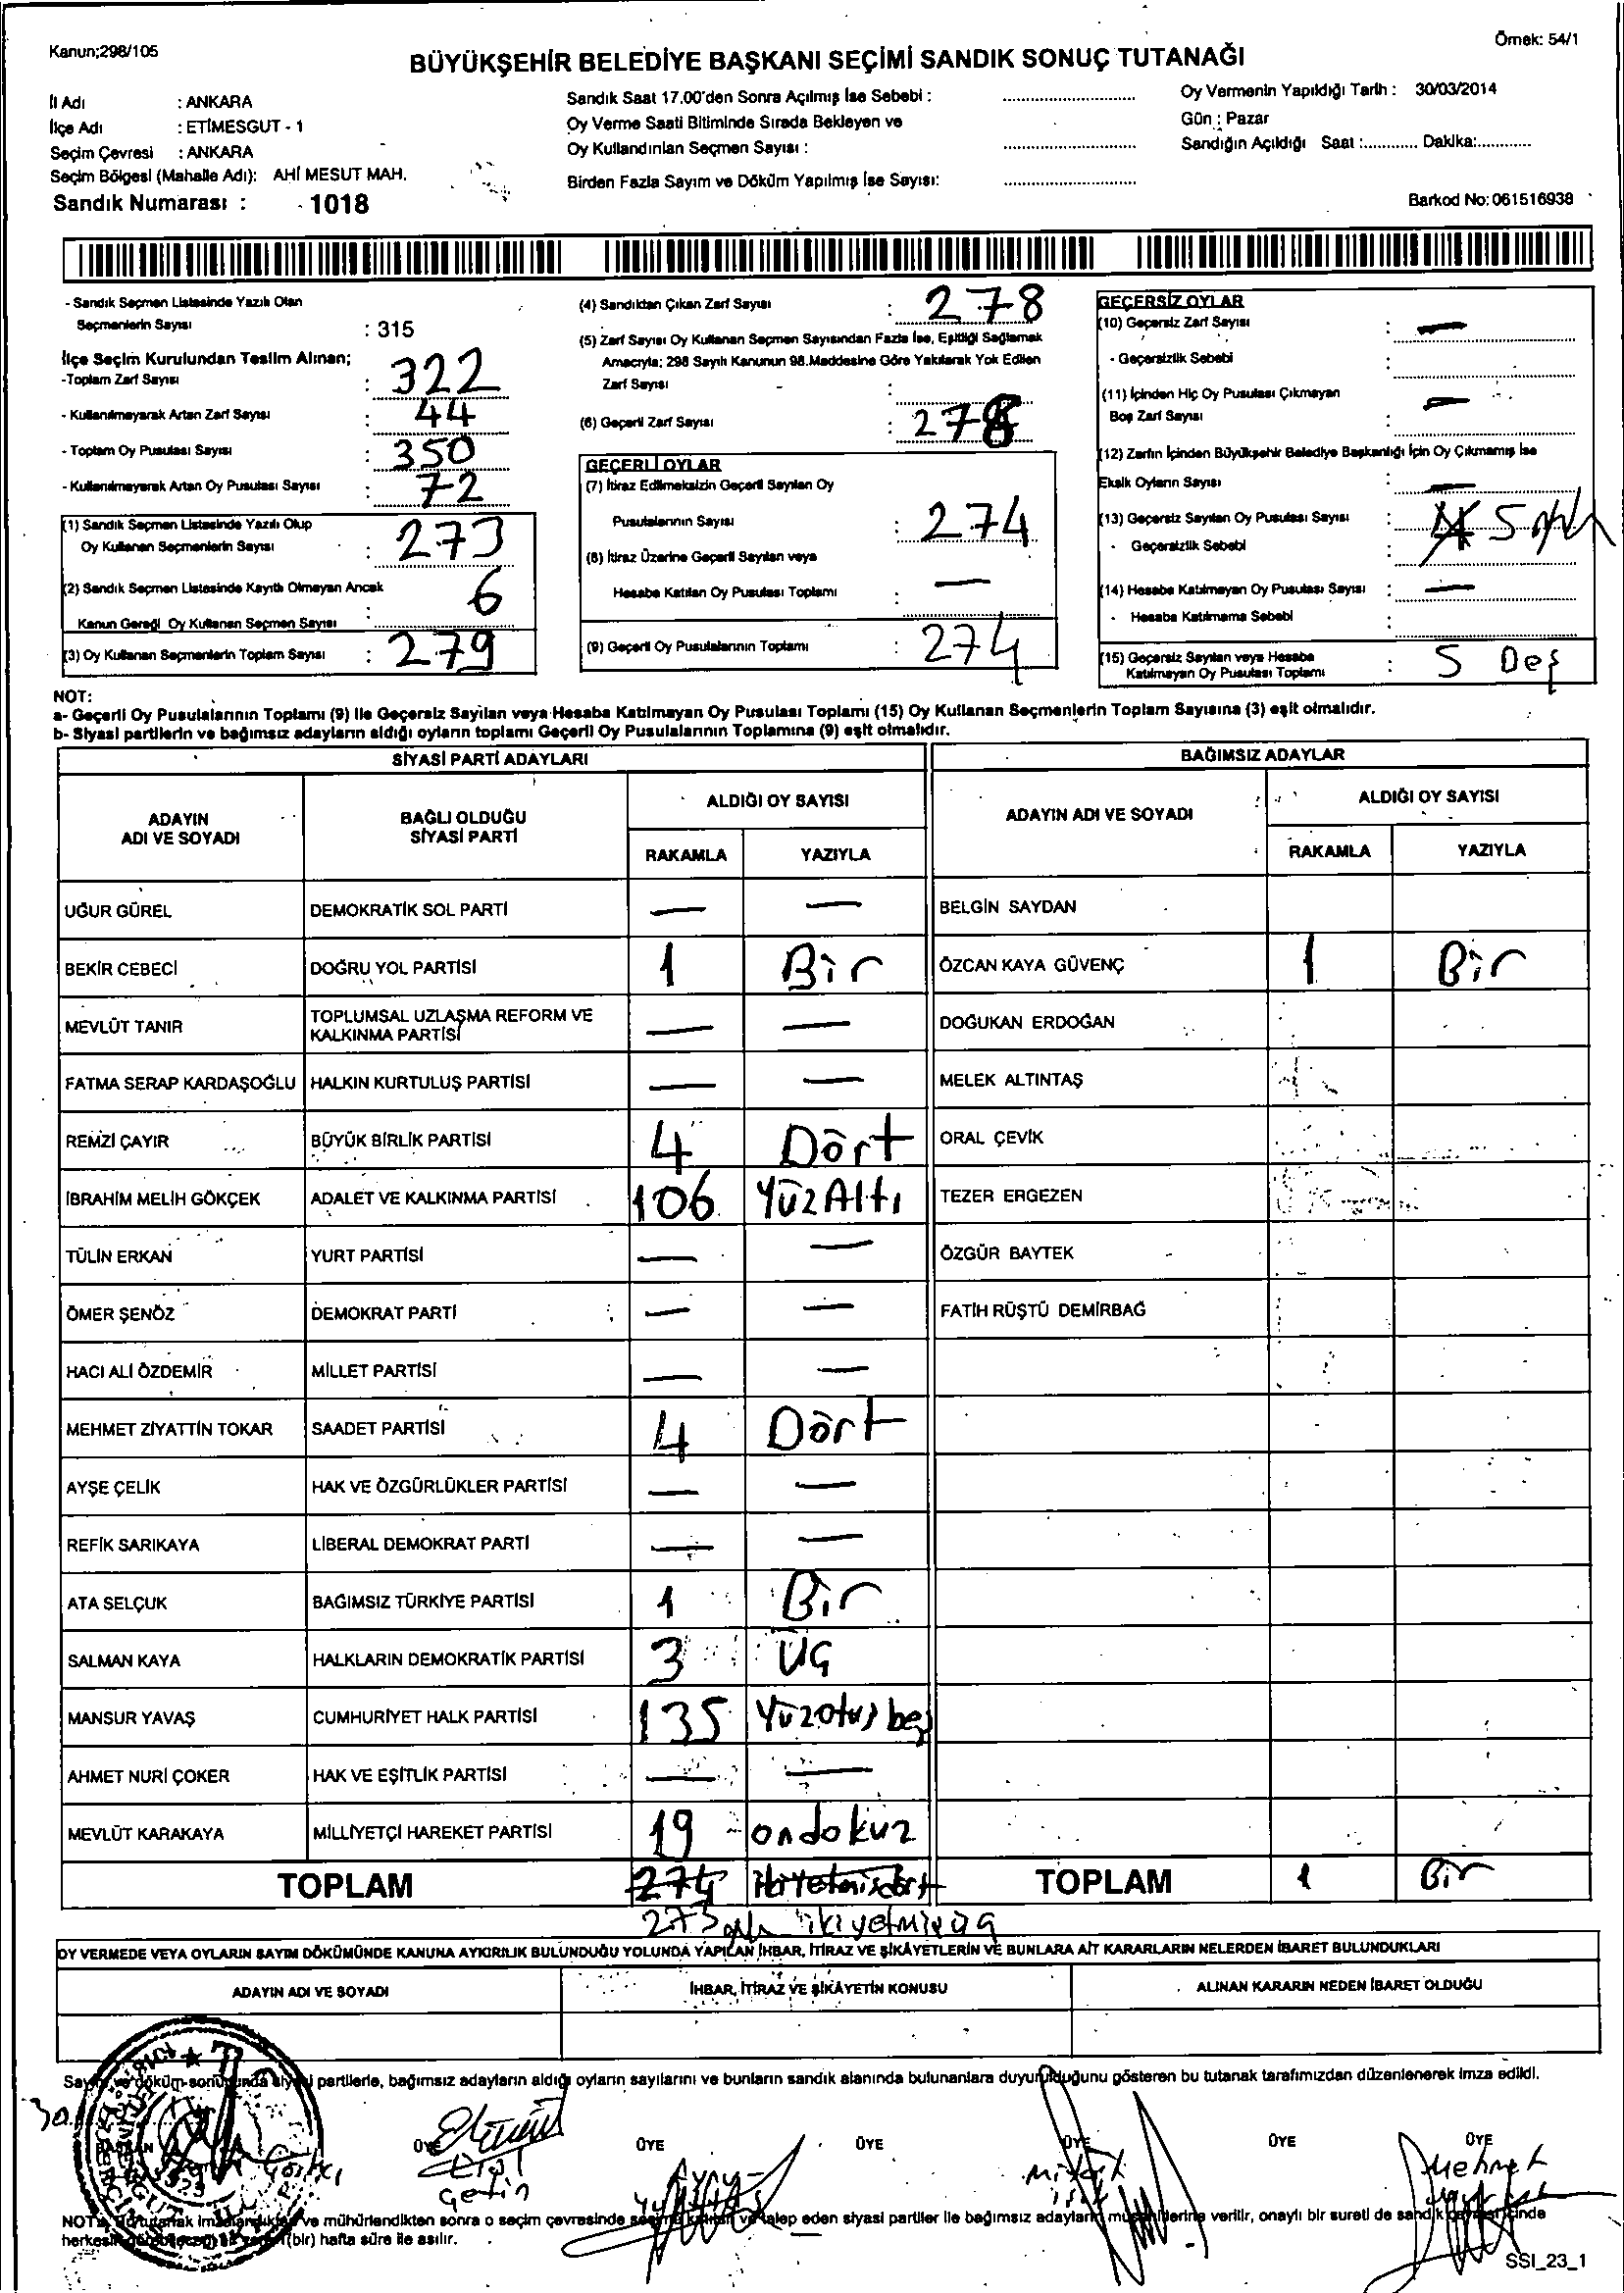 Kanun;298/105
Örnek: 54/1
BÜYÜKŞEHİR BELEDİYE BAŞKANI SEÇİMİ SANDIK SONUÇ TUTANAĞI
İl Adı : ANKARA
İlçe Adı : ETİMESGUT - 1
Seçim Çevresi : ANKARA
Seçim Bölgesi (Mahalle Adı): AHİ MESUT MAH.
Sandık Numarası : 1018
Sandık Saat 17.00'den Sonra Açılmış İse Sebebi :
Oy Verme Saati Bitiminde Sırada Bekleyen ve
Oy Kullandırılan Seçmen Sayısı :
Birden Fazla Sayım ve Döküm Yapılmış İse Sayısı:
Oy Vermenin Yapıldığı Tarih : 30/03/2014
Gün : Pazar
Sandığın Açıldığı Saat :............ Dakika:............
Barkod No: 061516938
- Sandık Seçmen Listesinde Yazılı Olan
Seçmenlerin Sayısı : 315
İlçe Seçim Kurulundan Teslim Alınan;
-Toplam Zarf Sayısı : 322
- Kullanılmayarak Artan Zarf Sayısı : 44
- Toplam Oy Pusulası Sayısı : 350
- Kullanılmayarak Artan Oy Pusulası Sayısı : 72
(1) Sandık Seçmen Listesinde Yazılı Olup
Oy Kullanan Seçmenlerin Sayısı : 273
(2) Sandık Seçmen Listesinde Kayıtlı Olmayan Ancak
Kanun Gereği Oy Kullanan Seçmen Sayısı : 6
(3) Oy Kullanan Seçmenlerin Toplam Sayısı : 279
(4) Sandıktan Çıkan Zarf Sayısı : 278
(5) Zarf Sayısı Oy Kullanan Seçmen Sayısından Fazla İse, Eşitliği Sağlamak
Amacıyla; 298 Sayılı Kanunun 98.Maddesine Göre Yakılarak Yok Edilen
Zarf Sayısı :
(6) Geçerli Zarf Sayısı : 278
GEÇERLİ OYLAR
(7) İtiraz Edilmeksizin Geçerli Sayılan Oy
Pusulalarının Sayısı : 274
(8) İtiraz Üzerine Geçerli Sayılan veya
Hesaba Katılan Oy Pusulası Toplamı : —
(9) Geçerli Oy Pusulalarının Toplamı : 274
GEÇERSİZ OYLAR
(10) Geçersiz Zarf Sayısı : —
- Geçersizlik Sebebi :
(11) İçinden Hiç Oy Pusulası Çıkmayan
Boş Zarf Sayısı : —
(12) Zarfın İçinden Büyükşehir Belediye Başkanlığı İçin Oy Çıkmamış İse
Eksik Oyların Sayısı : —
(13) Geçersiz Sayılan Oy Pusulası Sayısı : 5
- Geçersizlik Sebebi :
(14) Hesaba Katılmayan Oy Pusulası Sayısı : —
- Hesaba Katılmama Sebebi :
(15) Geçersiz Sayılan veya Hesaba
Katılmayan Oy Pusulası Toplamı : 5 Beş
NOT:
a- Geçerli Oy Pusulalarının Toplamı (9) ile Geçersiz Sayılan veya Hesaba Katılmayan Oy Pusulası Toplamı (15) Oy Kullanan Seçmenlerin Toplam Sayısına (3) eşit olmalıdır.
b- Siyasi partilerin ve bağımsız adayların aldığı oyların toplamı Geçerli Oy Pusulalarının Toplamına (9) eşit olmalıdır.
SİYASİ PARTİ ADAYLARI
ADAYIN ADI VE SOYADI
BAĞLI OLDUĞU SİYASİ PARTİ
ALDIĞI OY SAYISI
RAKAMLA YAZIYLA
UĞUR GÜREL DEMOKRATİK SOL PARTİ — —
BEKİR CEBECİ DOĞRU YOL PARTİSİ 1 Bir
MEVLÜT TANIR TOPLUMSAL UZLAŞMA REFORM VE KALKINMA PARTİSİ — —
FATMA SERAP KARDAŞOĞLU HALKIN KURTULUŞ PARTİSİ — —
REMZİ ÇAYIR BÜYÜK BİRLİK PARTİSİ 4 Dört
İBRAHİM MELİH GÖKÇEK ADALET VE KALKINMA PARTİSİ 106 YüzAltı
TÜLİN ERKAN YURT PARTİSİ — —
ÖMER ŞENÖZ DEMOKRAT PARTİ — —
HACI ALİ ÖZDEMİR MİLLET PARTİSİ — —
MEHMET ZİYATTİN TOKAR SAADET PARTİSİ 4 Dört
AYŞE ÇELİK HAK VE ÖZGÜRLÜKLER PARTİSİ — —
REFİK SARIKAYA LİBERAL DEMOKRAT PARTİ — —
ATA SELÇUK BAĞIMSIZ TÜRKİYE PARTİSİ 1 Bir
SALMAN KAYA HALKLARIN DEMOKRATİK PARTİSİ 3 Üç
MANSUR YAVAŞ CUMHURİYET HALK PARTİSİ 135 Yüzotuzbeş
AHMET NURİ ÇOKER HAK VE EŞİTLİK PARTİSİ — —
MEVLÜT KARAKAYA MİLLİYETÇİ HAREKET PARTİSİ 19 ondokuz
TOPLAM 274
273 ikiyetmişüç
BAĞIMSIZ ADAYLAR
ADAYIN ADI VE SOYADI
ALDIĞI OY SAYISI
RAKAMLA YAZIYLA
BELGİN SAYDAN
ÖZCAN KAYA GÜVENÇ 1 Bir
DOĞUKAN ERDOĞAN
MELEK ALTINTAŞ
ORAL ÇEVİK
TEZER ERGEZEN
ÖZGÜR BAYTEK
FATİH RÜŞTÜ DEMİRBAĞ
TOPLAM 1 Bir
OY VERMEDE VEYA OYLARIN SAYIM DÖKÜMÜNDE KANUNA AYKIRILIK BULUNDUĞU YOLUNDA YAPILAN İHBAR, İTİRAZ VE ŞİKÂYETLERİN VE BUNLARA AİT KARARLARIN NELERDEN İBARET BULUNDUKLARI
ADAYIN ADI VE SOYADI
İHBAR, İTİRAZ VE ŞİKÂYETİN KONUSU
ALINAN KARARIN NEDEN İBARET OLDUĞU
partilerle, bağımsız adayların aldığı oyların sayılarını ve bunların sandık alanında bulunanlara duyurulduğunu gösteren bu tutanak tarafımızdan düzenlenerek imza edildi.
BAŞKAN ÜYE ÜYE ÜYE ÜYE ÜYE ÜYE
Çetin
Mehmet
ve mühürlendikten sonra o seçim çevresinde talep eden siyasi partiler ile bağımsız adayların verilir, onaylı bir sureti de
(bir) hafta süre ile asılır.
SSI_23_1